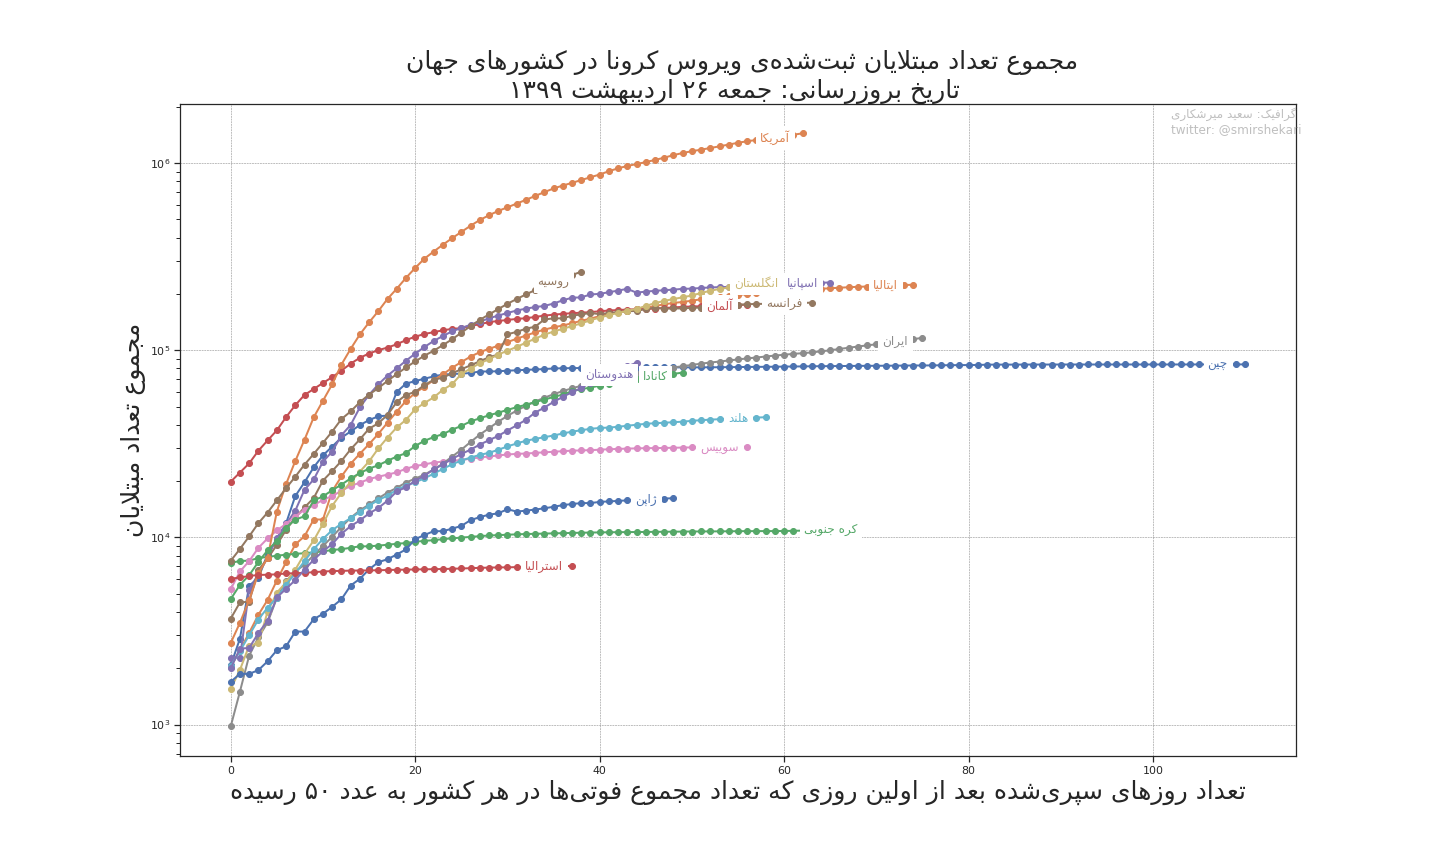 مجموع تعداد مبتلایان ثبت‌شده‌ی ویروس کرونا در کشورهای جهان
تاریخ بروزرسانی: جمعه ۲۶ اردیبهشت ۱۳۹۹
گرافیک: سعید میرشکاری
twitter: @smirshekari
مجموع تعداد مبتلایان
10⁶
10⁵
10⁴
10³
آمریکا
روسیه
انگلستان
اسپانیا
ایتالیا
آلمان
فرانسه
ایران
چین
هندوستان
کانادا
هلند
سوییس
ژاپن
کره جنوبی
استرالیا
0 20 40 60 80 100
تعداد روزهای سپری‌شده بعد از اولین روزی که تعداد مجموع فوتی‌ها در هر کشور به عدد ۵۰ رسیده